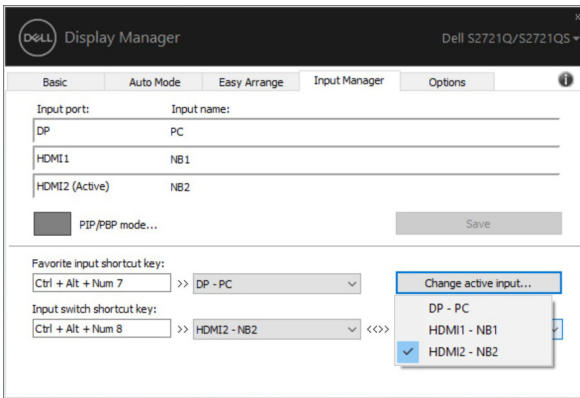 DELL Display Manager Dell S2721Q/S2721QS
Basic Auto Mode Easy Arrange Input Manager Options
Input port: Input name:
DP PC
HDMI1 NB1
HDMI2 (Active) NB2
PIP/PBP mode... Save
Favorite input shortcut key:
Ctrl + Alt + Num 7 >> DP - PC Change active input...
Input switch shortcut key:
Ctrl + Alt + Num 8 >> HDMI2 - NB2 <<>>
DP - PC
HDMI1 - NB1
HDMI2 - NB2